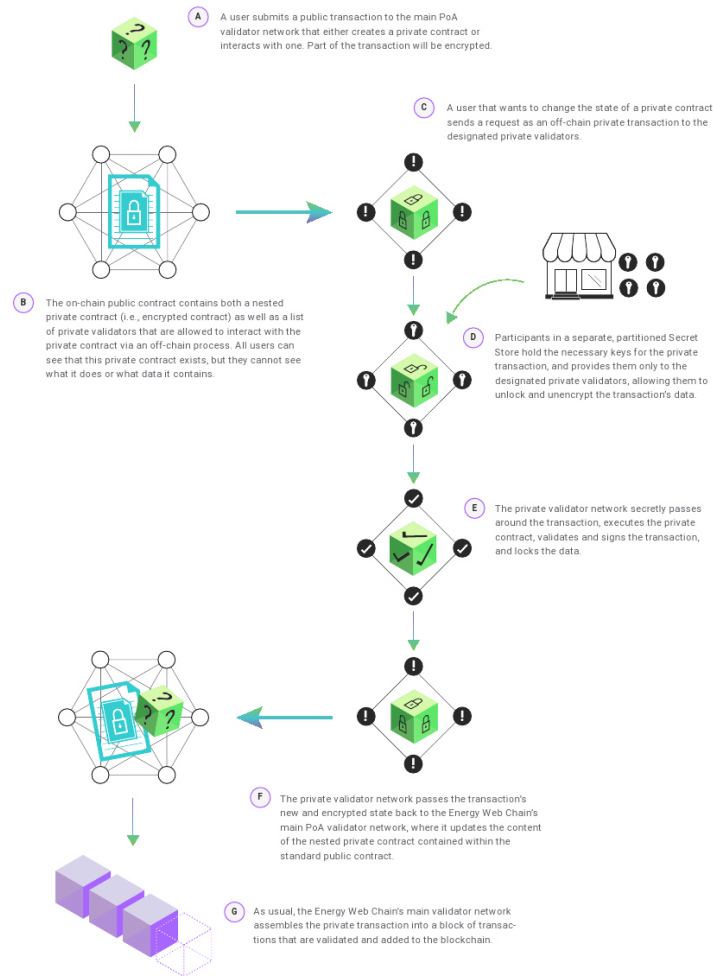 A
A user submits a public transaction to the main PoA
validator network that either creates a private contract or
interacts with one. Part of the transaction will be encrypted.
? ? ?
C
A user that wants to change the state of a private contract
sends a request as an off-chain private transaction to the
designated private validators.
!
! !
!
B
The on-chain public contract contains both a nested
private contract (i.e., encrypted contract) as well as a list
of private validators that are allowed to interact with the
private contract via an off-chain process. All users can
see that this private contract exists, but they cannot see
what it does or what data it contains.
D
Participants in a separate, partitioned Secret
Store hold the necessary keys for the private
transaction, and provides them only to the
designated private validators, allowing them to
unlock and unencrypt the transaction's data.
E
The private validator network secretly passes
around the transaction, executes the private
contract, validates and signs the transaction,
and locks the data.
!
? ? ?
! !
!
F
The private validator network passes the transaction's
new and encrypted state back to the Energy Web Chain's
main PoA validator network, where it updates the content
of the nested private contract contained within the
standard public contract.
G
As usual, the Energy Web Chain's main validator network
assembles the private transaction into a block of transac-
tions that are validated and added to the blockchain.